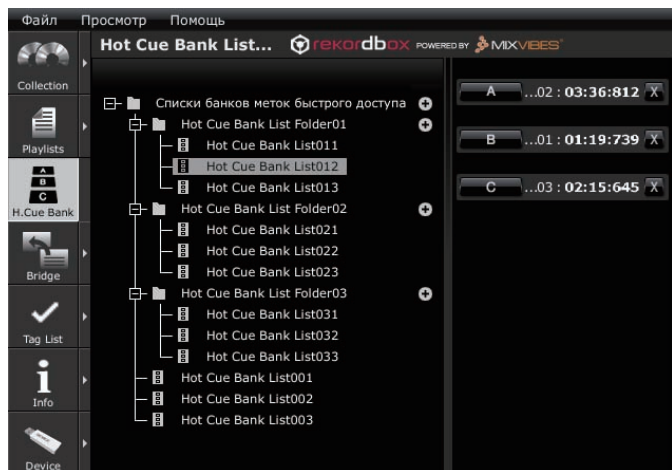 Файл Просмотр Помощь
Hot Cue Bank List... rekordbox POWERED BY MIXVIBES
Collection
Playlists
A
B
C
H.Cue Bank
Bridge
Tag List
Info
Device
Списки банков меток быстрого доступа
Hot Cue Bank List Folder01
Hot Cue Bank List011
Hot Cue Bank List012
Hot Cue Bank List013
Hot Cue Bank List Folder02
Hot Cue Bank List021
Hot Cue Bank List022
Hot Cue Bank List023
Hot Cue Bank List Folder03
Hot Cue Bank List031
Hot Cue Bank List032
Hot Cue Bank List033
Hot Cue Bank List001
Hot Cue Bank List002
Hot Cue Bank List003
A ...02 : 03:36:812 X
B ...01 : 01:19:739 X
C ...03 : 02:15:645 X